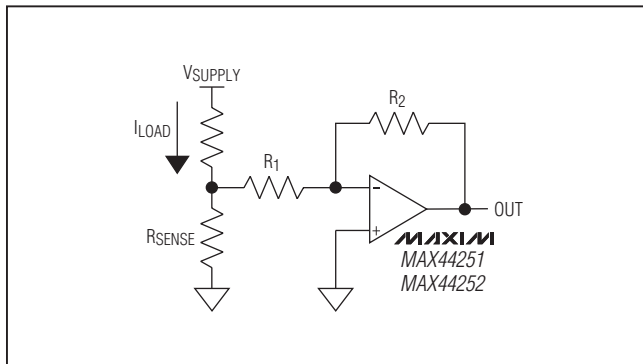 VSUPPLY
ILOAD
R1
R2
RSENSE
-
+
OUT
MAXIM
MAX44251
MAX44252